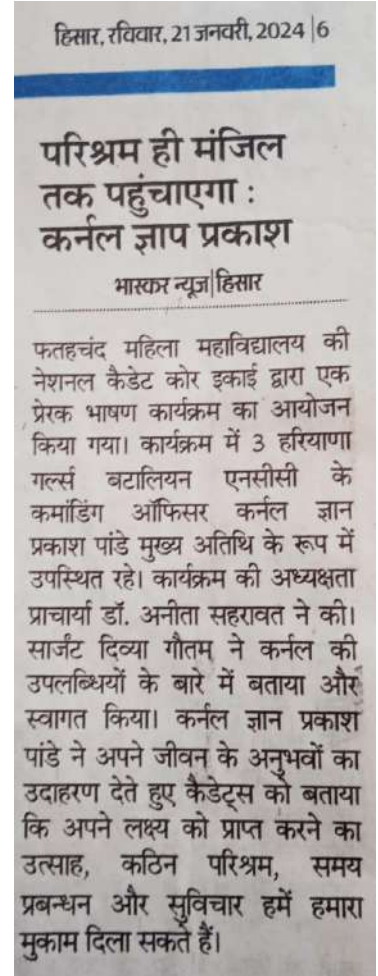 हिसार, रविवार, 21 जनवरी, 2024 | 6
परिश्रम ही मंजिल
तक पहुंचाएगा :
कर्नल ज्ञाप प्रकाश
भास्कर न्यूज | हिसार
फतहचंद महिला महाविद्यालय की
नेशनल कैडेट कोर इकाई द्वारा एक
प्रेरक भाषण कार्यक्रम का आयोजन
किया गया। कार्यक्रम में 3 हरियाणा
गर्ल्स बटालियन एनसीसी के
कमांडिंग ऑफिसर कर्नल ज्ञान
प्रकाश पांडे मुख्य अतिथि के रूप में
उपस्थित रहे। कार्यक्रम की अध्यक्षता
प्राचार्या डॉ. अनीता सहरावत ने की।
सार्जंट दिव्या गौतम ने कर्नल की
उपलब्धियों के बारे में बताया और
स्वागत किया। कर्नल ज्ञान प्रकाश
पांडे ने अपने जीवन के अनुभवों का
उदाहरण देते हुए कैडेट्स को बताया
कि अपने लक्ष्य को प्राप्त करने का
उत्साह, कठिन परिश्रम, समय
प्रबन्धन और सुविचार हमें हमारा
मुकाम दिला सकते हैं।